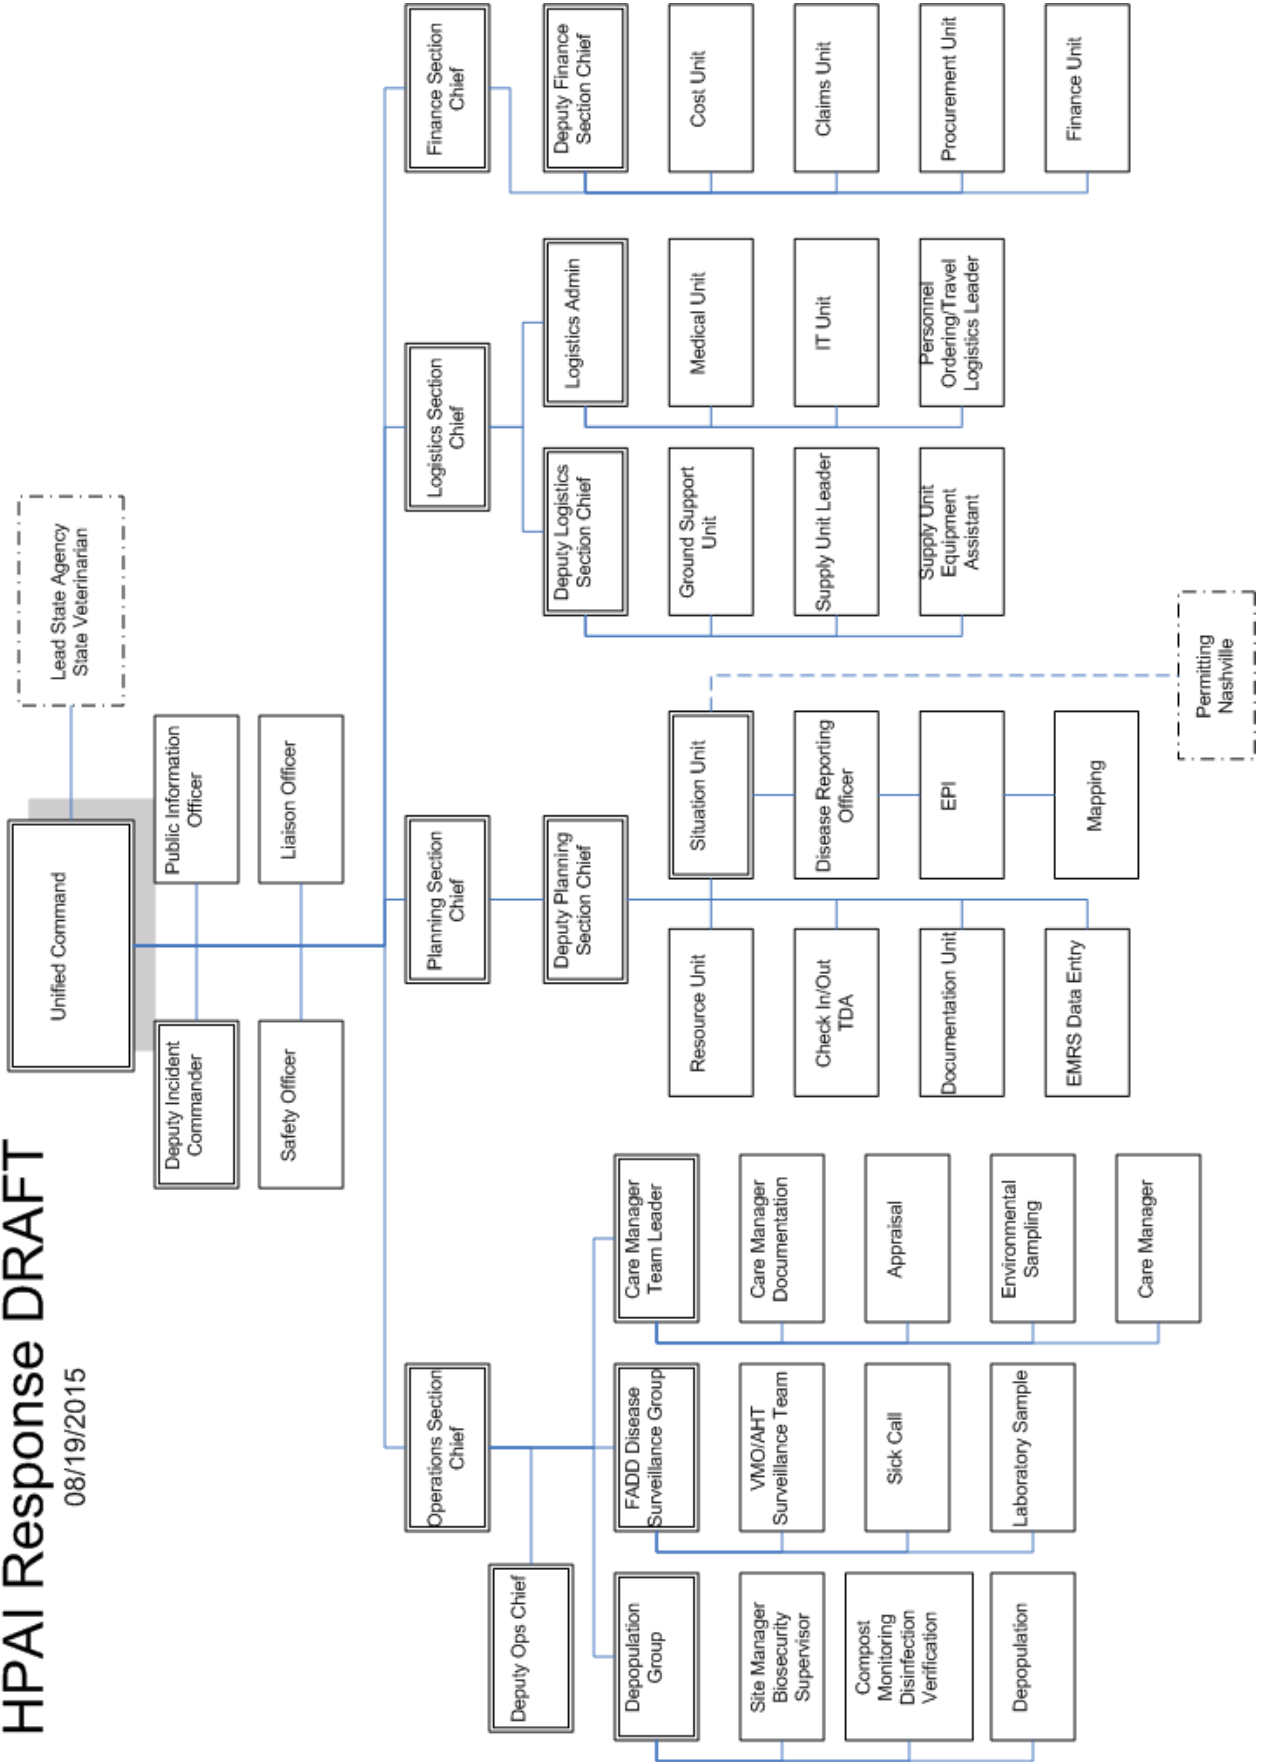 HPAI Response DRAFT
08/19/2015
Unified Command
Lead State Agency
State Veterinarian
Deputy Incident
Commander
Public Information
Officer
Safety Officer
Liaison Officer
Operations Section
Chief
Planning Section
Chief
Logistics Section
Chief
Finance Section
Chief
Deputy Ops Chief
Depopulation
Group
Site Manager
Biosecurity
Supervisor
Compost
Monitoring
Disinfection
Verification
Depopulation
FADD Disease
Surveillance Group
VMO/AHT
Surveillance Team
Sick Call
Laboratory Sample
Care Manager
Team Leader
Care Manager
Documentation
Appraisal
Environmental
Sampling
Care Manager
Deputy Planning
Section Chief
Resource Unit
Check In/Out
TDA
Documentation Unit
EMRS Data Entry
Situation Unit
Disease Reporting
Officer
EPI
Mapping
Permitting
Nashville
Deputy Logistics
Section Chief
Ground Support
Unit
Supply Unit Leader
Supply Unit
Equipment
Assistant
Logistics Admin
Medical Unit
IT Unit
Personnel
Ordering/Travel
Logistics Leader
Deputy Finance
Section Chief
Cost Unit
Claims Unit
Procurement Unit
Finance Unit